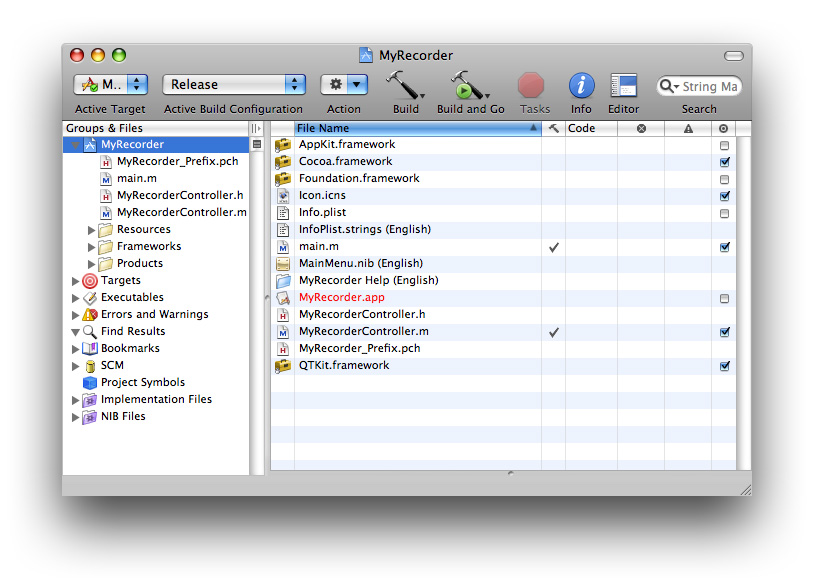 MyRecorder
M.. Release String Ma
Active Target Active Build Configuration Action Build Build and Go Tasks Info Editor Search
Groups & Files
MyRecorder
MyRecorder_Prefix.pch
main.m
MyRecorderController.h
MyRecorderController.m
Resources
Frameworks
Products
Targets
Executables
Errors and Warnings
Find Results
Bookmarks
SCM
Project Symbols
Implementation Files
NIB Files
File Name Code
AppKit.framework
Cocoa.framework
Foundation.framework
Icon.icns
Info.plist
InfoPlist.strings (English)
main.m
MainMenu.nib (English)
MyRecorder Help (English)
MyRecorder.app
MyRecorderController.h
MyRecorderController.m
MyRecorder_Prefix.pch
QTKit.framework